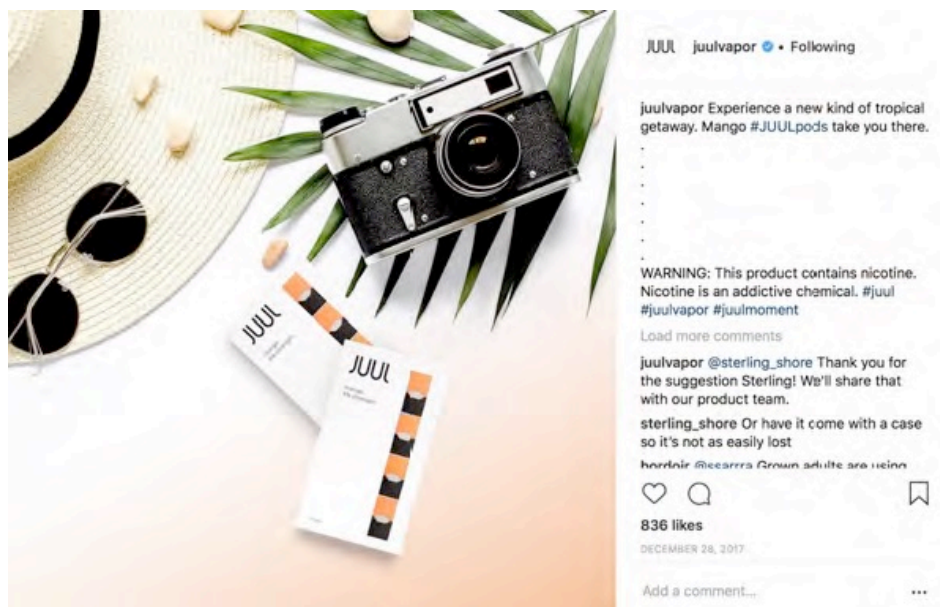 JUUL juulvapor • Following
juulvapor Experience a new kind of tropical
getaway. Mango #JUULpods take you there.
.
.
.
.
.
.
.
WARNING: This product contains nicotine.
Nicotine is an addictive chemical. #juul
#juulvapor #juulmoment
Load more comments
juulvapor @sterling_shore Thank you for
the suggestion Sterling! We'll share that
with our product team.
sterling_shore Or have it come with a case
so it's not as easily lost
bordoir @ssarrra Grown adults are using
836 likes
DECEMBER 28, 2017
Add a comment...
JUUL
JUUL